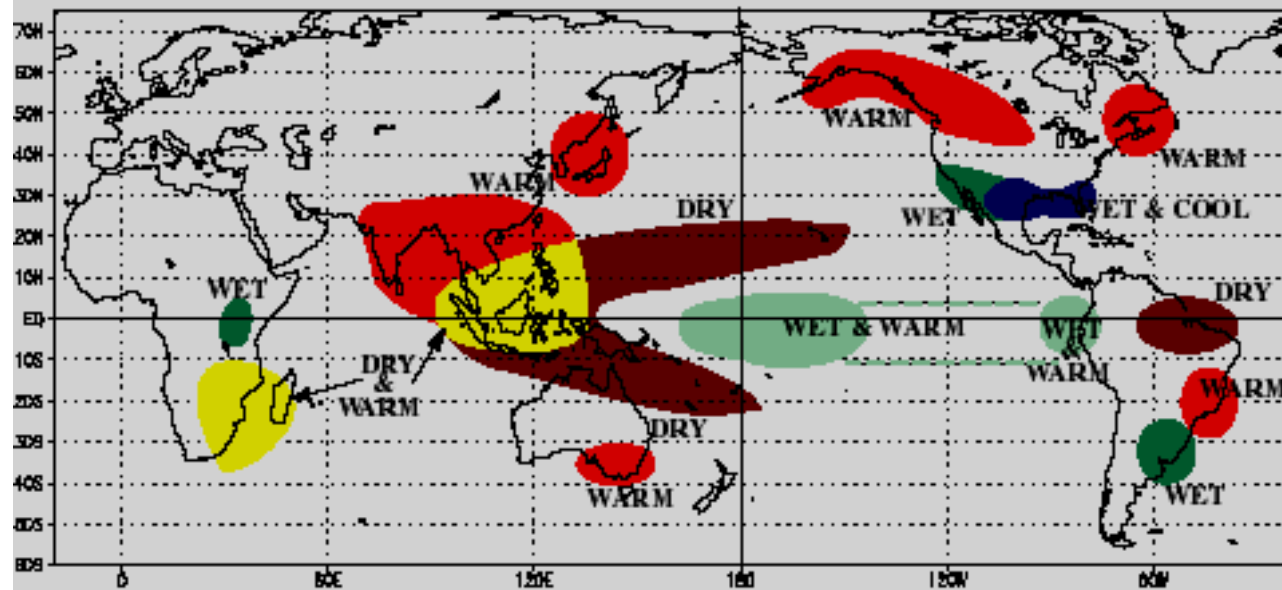 70N
60N
50N
40N
30N
20N
10N
EQ
10S
20S
30S
40S
50S
60S
0
60E
120E
180
120W
60W
WARM
WARM
WARM
DRY
WET
WET & COOL
WET
DRY
WET & WARM
WET
&
WARM
DRY
&
WARM
WARM
DRY
WARM
WET